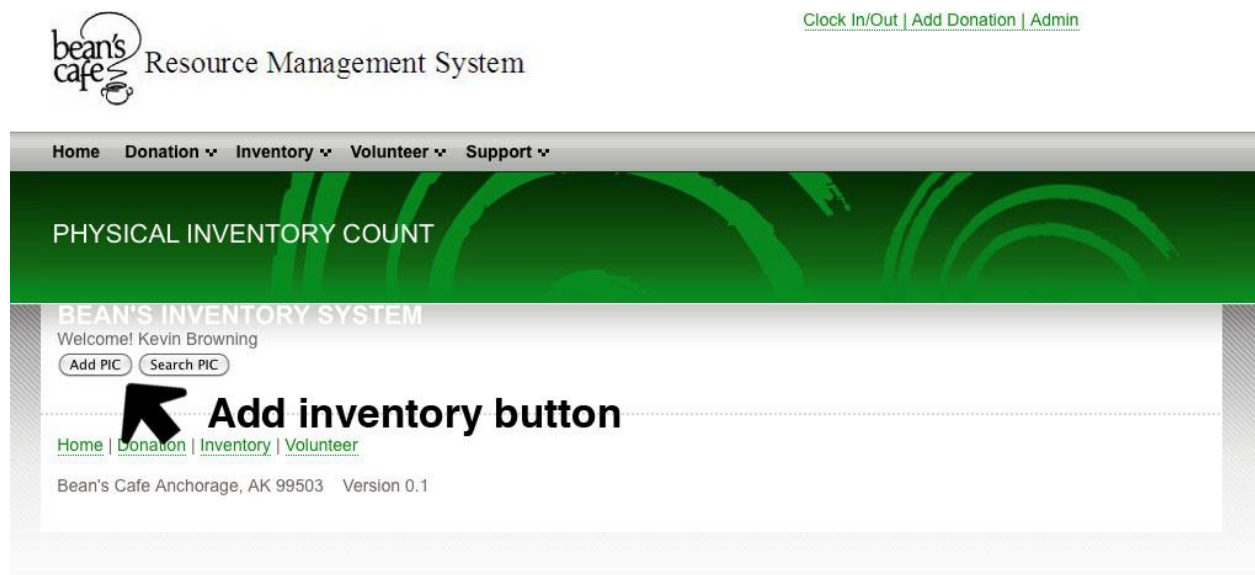 Clock In/Out | Add Donation | Admin
bean's
cafe
Resource Management System
Home Donation Inventory Volunteer Support
PHYSICAL INVENTORY COUNT
BEAN'S INVENTORY SYSTEM
Welcome! Kevin Browning
Add PIC Search PIC
Add inventory button
Home | Donation | Inventory | Volunteer
Bean's Cafe Anchorage, AK 99503 Version 0.1